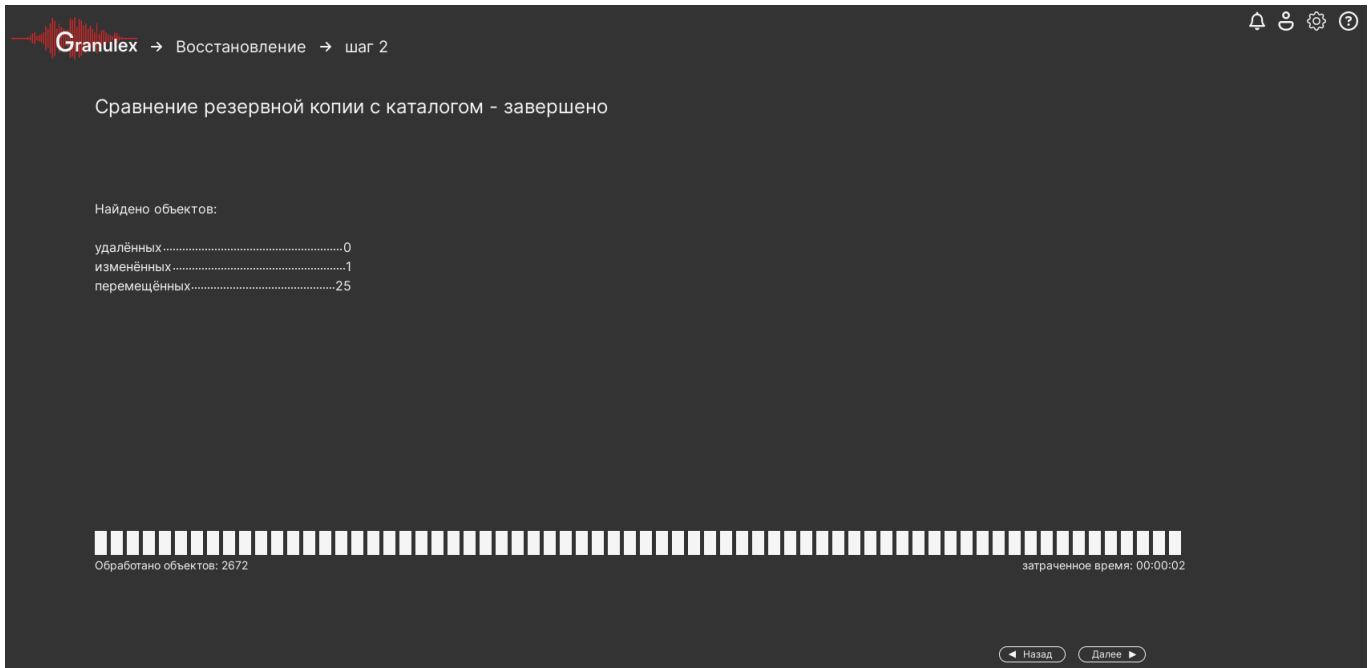 Granulex → Восстановление → шаг 2
Сравнение резервной копии с каталогом - завершено
Найдено объектов:
удалённых........................................................0
изменённых......................................................1
перемещённых.............................................25
Обработано объектов: 2672
затраченное время: 00:00:02
◄ Назад
Далее ►